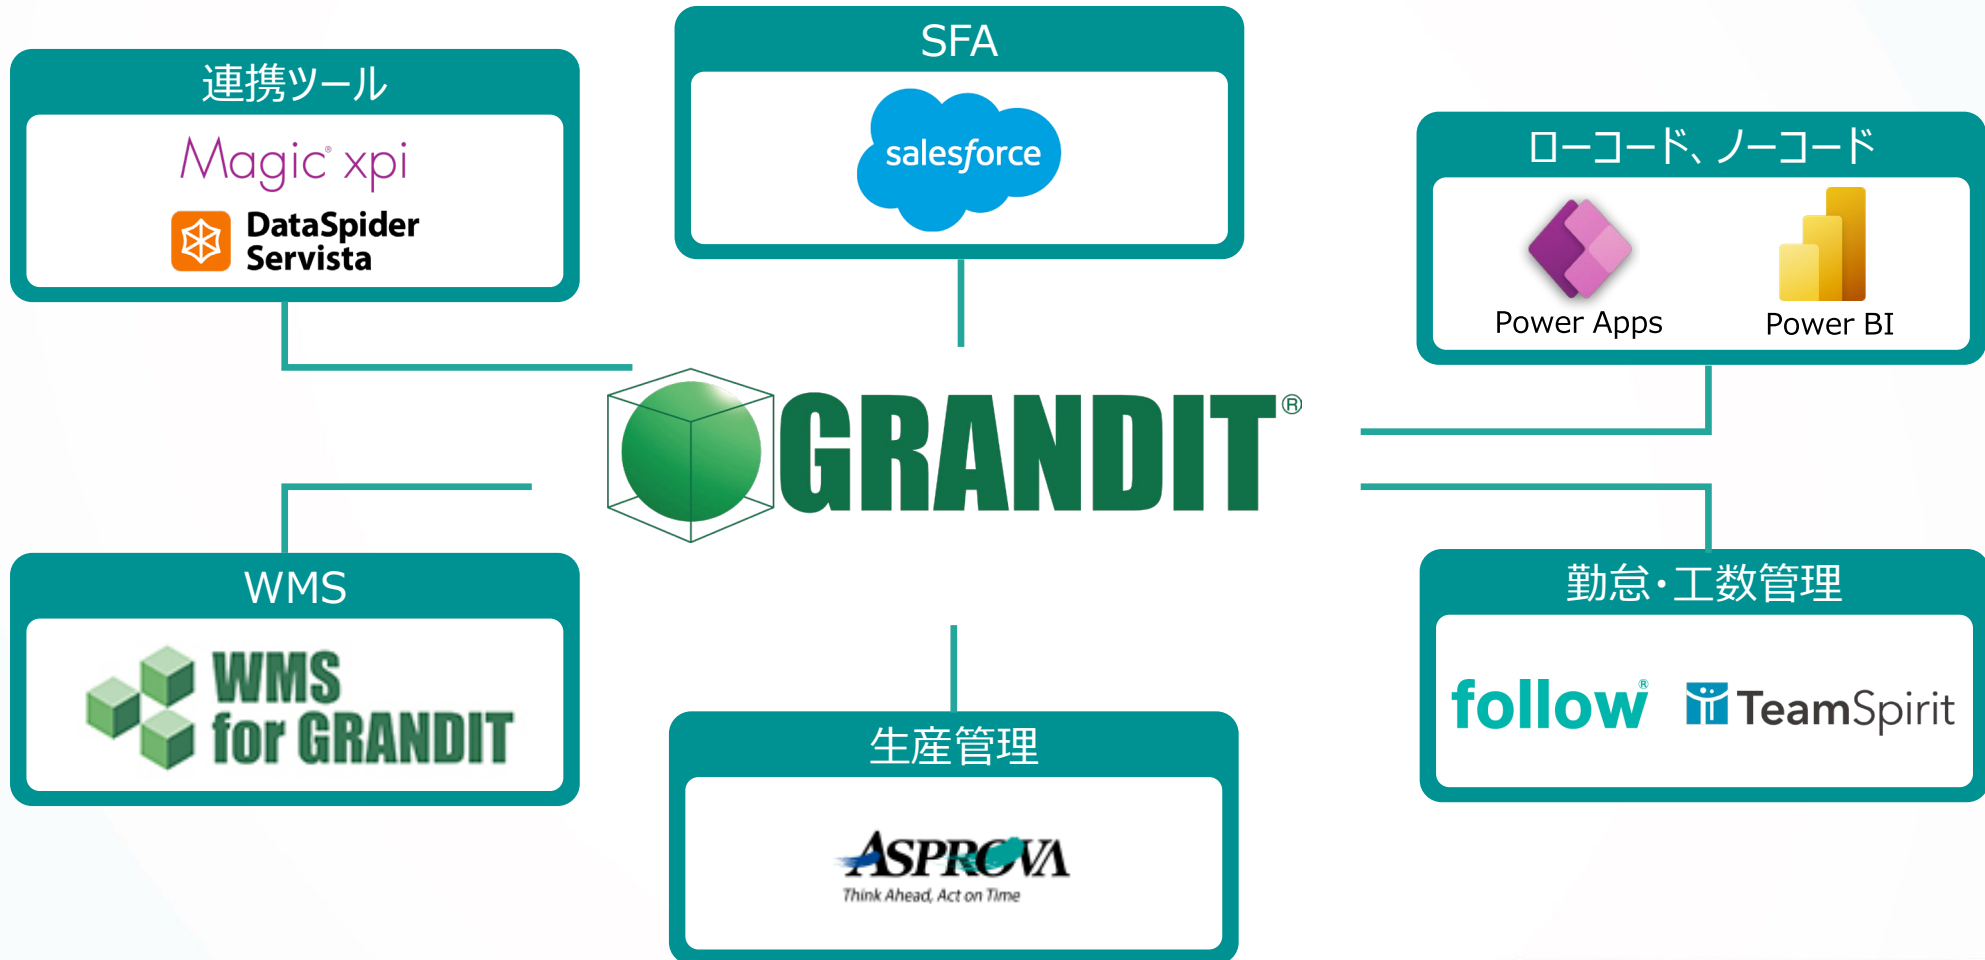 SFA
salesforce
連携ツール
Magic® xpi
DataSpider
Servista
ローコード、ノーコード
Power Apps
Power BI
GRANDIT®
WMS
WMS
for GRANDIT
勤怠・工数管理
follow®
TeamSpirit
生産管理
ASPROVA
Think Ahead, Act on Time